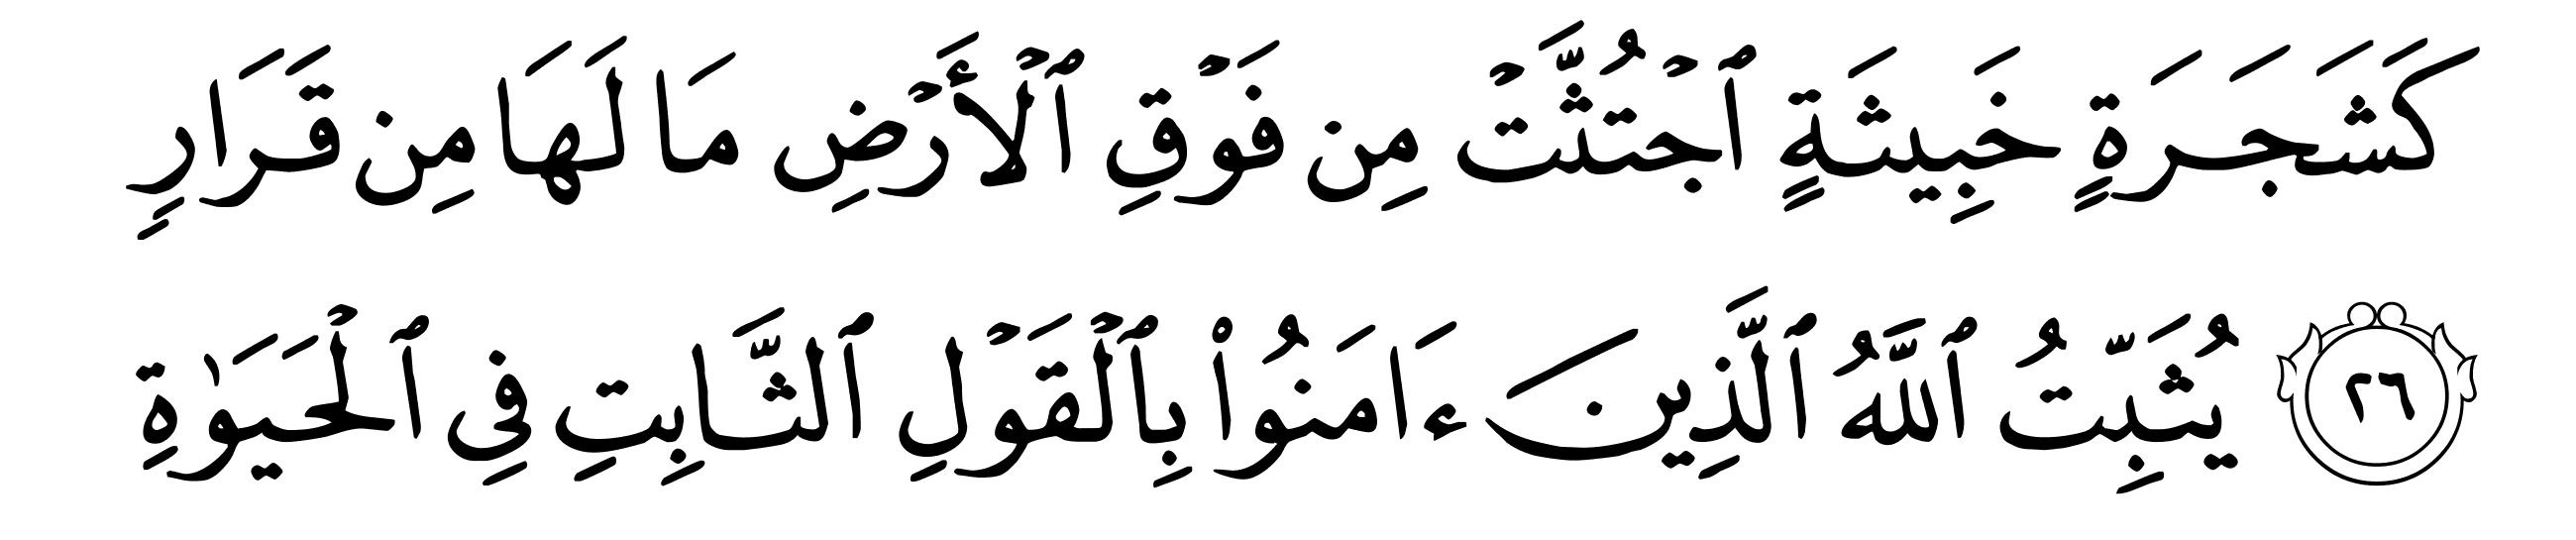 كَشَجَرَةٍ خَبِيثَةٍ ٱجۡتُثَّتۡ مِن فَوۡقِ ٱلۡأَرۡضِ مَا لَهَا مِن قَرَارٍ
٢٦ يُثَبِّتُ ٱللَّهُ ٱلَّذِينَ ءَامَنُواْ بِٱلۡقَوۡلِ ٱلثَّابِتِ فِي ٱلۡحَيَوٰةِ